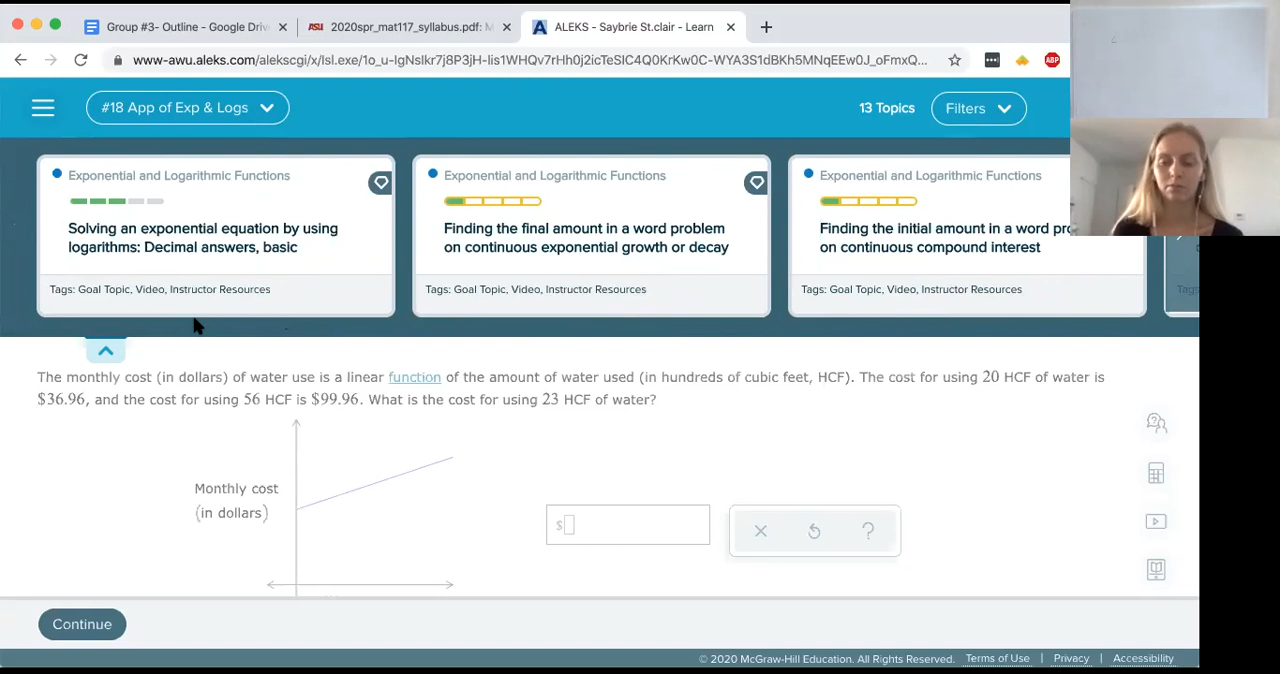 Group #3- Outline - Google Driv
2020spr_mat117_syllabus.pdf: M
ALEKS - Saybrie St.clair - Learn
www-awu.aleks.com/alekscgi/x/Isl.exe/1o_u-IgNsIkr7j8P3jH-Iis1WHQv7rHh0j2icTeSIC4Q0KrKw0C-WYA3S1dBKh5MNqEEw0J_oFmxQ...
ABP
#18 App of Exp & Logs
13 Topics
Filters
Exponential and Logarithmic Functions
Solving an exponential equation by using
logarithms: Decimal answers, basic
Tags: Goal Topic, Video, Instructor Resources
Exponential and Logarithmic Functions
Finding the final amount in a word problem
on continuous exponential growth or decay
Tags: Goal Topic, Video, Instructor Resources
Exponential and Logarithmic Functions
Finding the initial amount in a word pro
on continuous compound interest
Tags: Goal Topic, Video, Instructor Resources
Tags
The monthly cost (in dollars) of water use is a linear function of the amount of water used (in hundreds of cubic feet, HCF). The cost for using 20 HCF of water is
$36.96, and the cost for using 56 HCF is $99.96. What is the cost for using 23 HCF of water?
Monthly cost
(in dollars)
$
?
Continue
© 2020 McGraw-Hill Education. All Rights Reserved. Terms of Use | Privacy | Accessibility